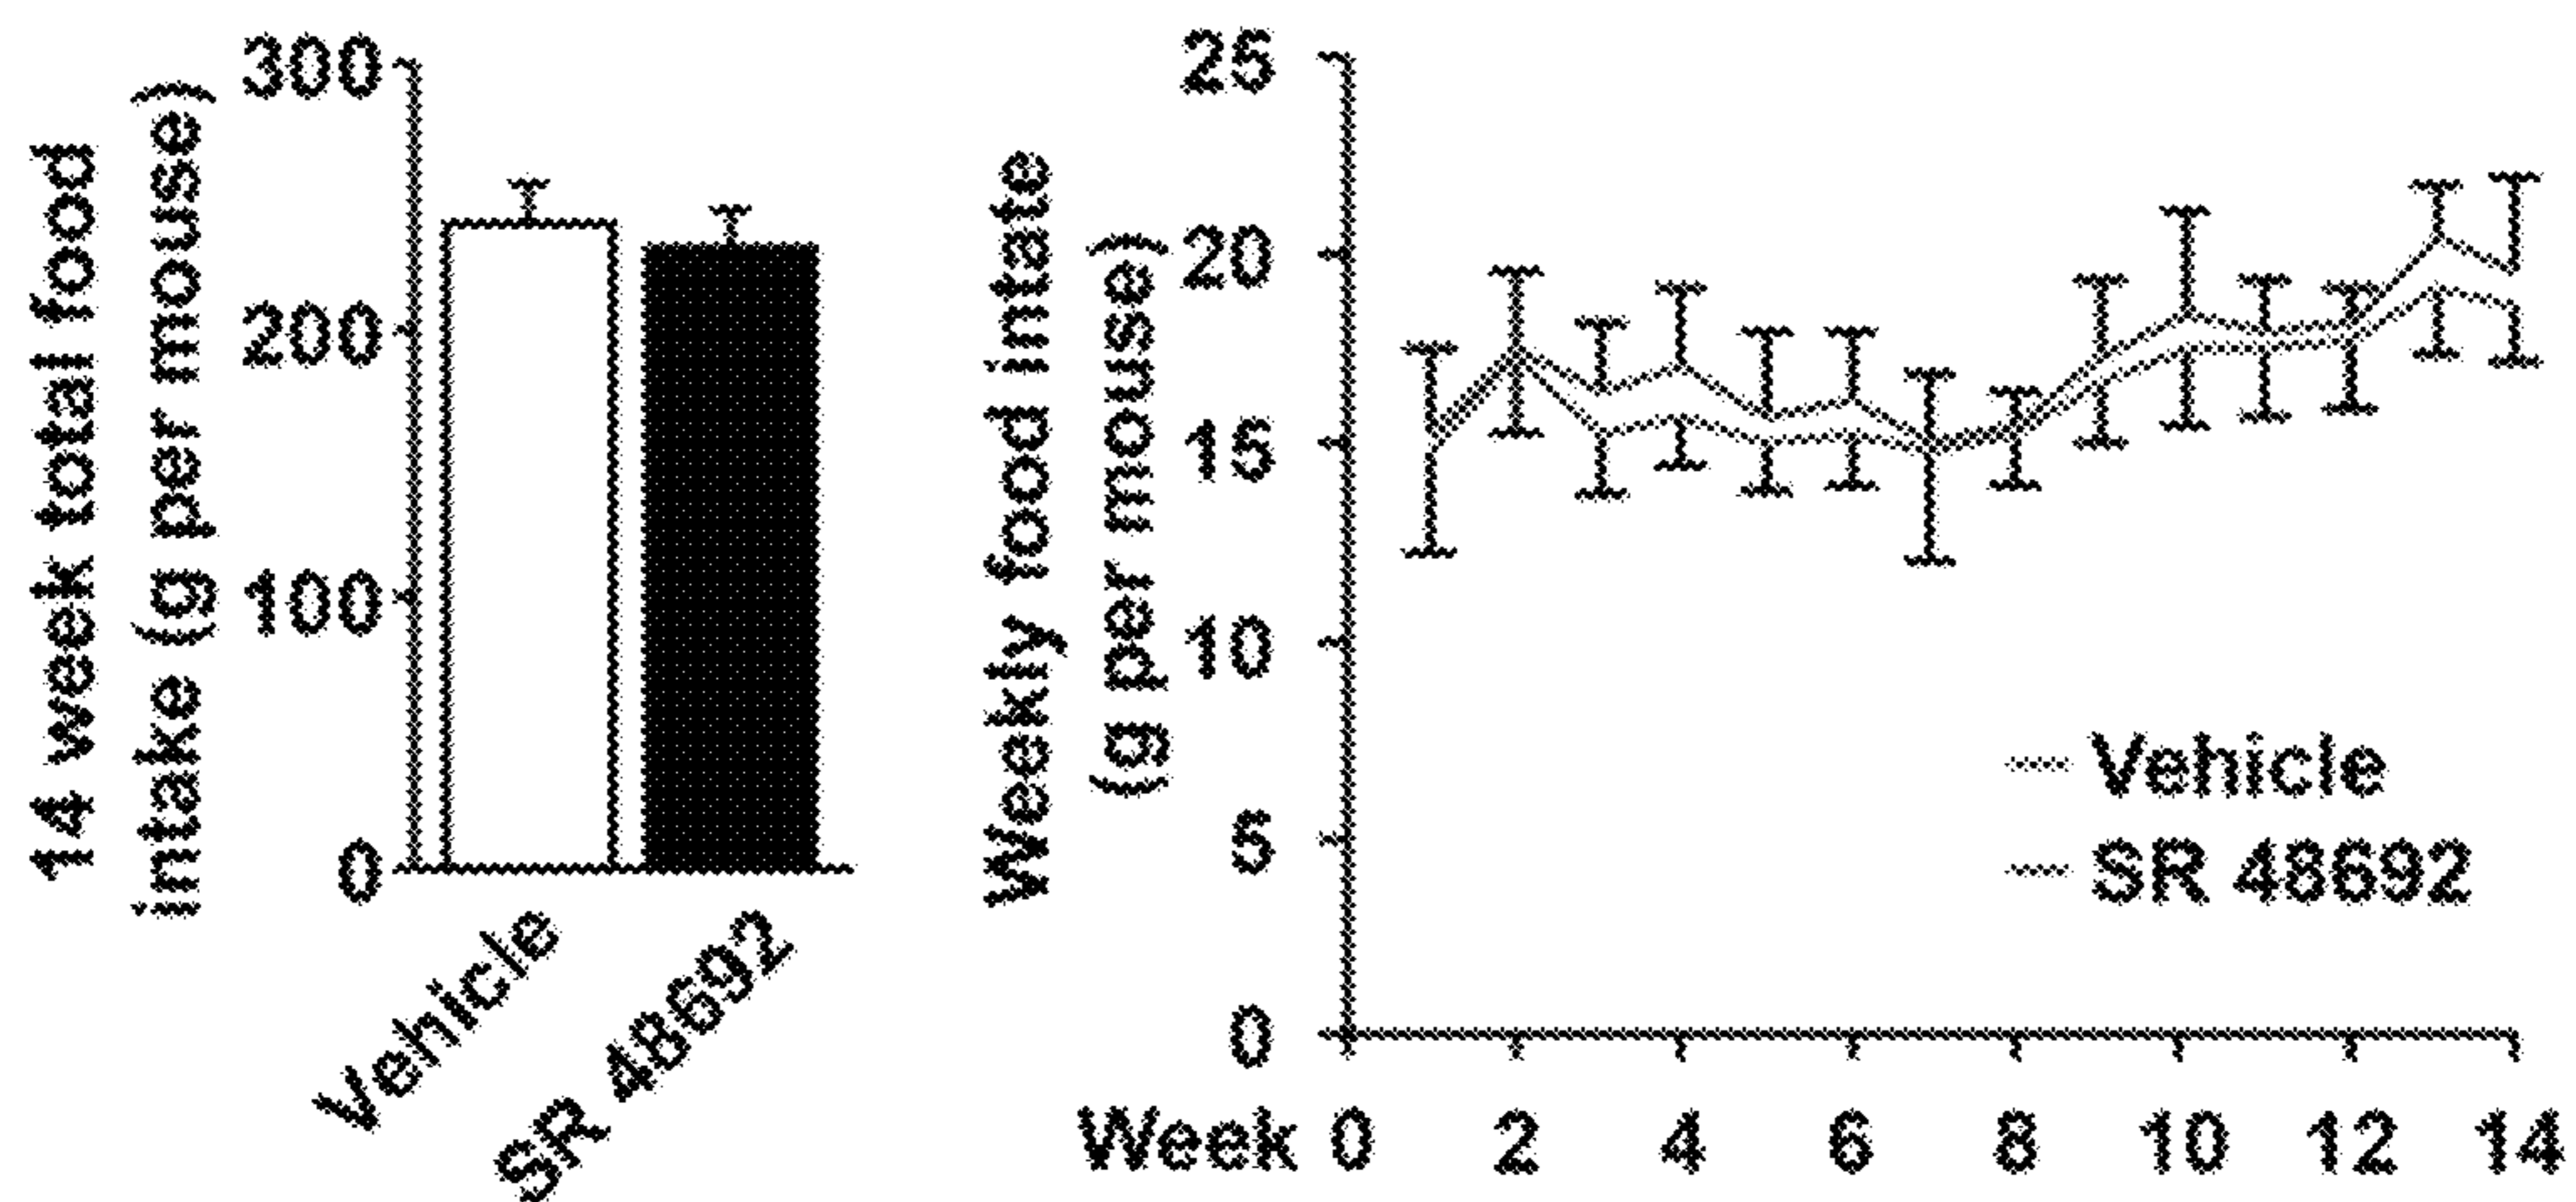 14 week total food
intake (g per mouse)
300
200
100
0
Vehicle
SR 48692
Weekly food intate
(g per mouse)
25
20
15
10
5
0
Vehicle
SR 48692
Week 0 2 4 6 8 10 12 14